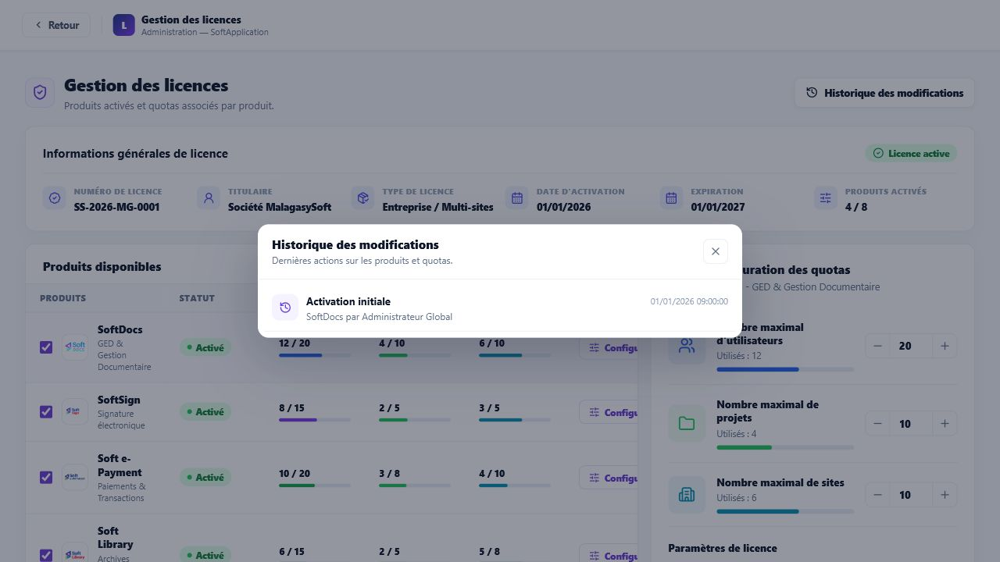 Retour
L
Gestion des licences
Administration — SoftApplication
Gestion des licences
Produits activés et quotas associés par produit.
Historique des modifications
Informations générales de licence
Licence active
NUMÉRO DE LICENCE
SS-2026-MG-0001
TITULAIRE
Société MalagasySoft
TYPE DE LICENCE
Entreprise / Multi-sites
DATE D'ACTIVATION
01/01/2026
EXPIRATION
01/01/2027
PRODUITS ACTIVÉS
4 / 8
Historique des modifications
Dernières actions sur les produits et quotas.
Activation initiale
01/01/2026 09:00:00
SoftDocs par Administrateur Global
Produits disponibles
PRODUITS
STATUT
Soft
DOCS
SoftDocs
GED &
Gestion
Documentaire
Activé
12 / 20
4 / 10
6 / 10
Configu
Soft
SoftSign
Signature
électronique
Activé
8 / 15
2 / 5
3 / 5
Configu
Soft
Soft e-
Payment
Paiements &
Transactions
Activé
10 / 20
3 / 8
4 / 10
Configu
Soft
Library
Soft
Library
Archives
Activé
6 / 15
2 / 5
5 / 8
Configu
uration des quotas
- GED & Gestion Documentaire
bre maximal
d'utilisateurs
Utilisés : 12
20
Nombre maximal de
projets
Utilisés : 4
10
Nombre maximal de sites
Utilisés : 6
10
Paramètres de licence